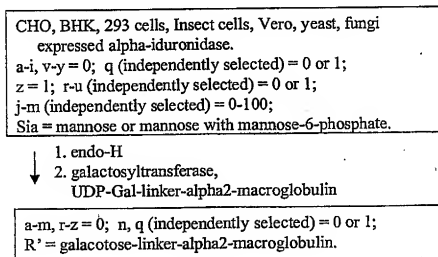 CHO, BHK, 293 cells, Insect cells, Vero, yeast, fungi
expressed alpha-iduronidase.
a-i, v-y = 0; q (independently selected) = 0 or 1;
z = 1; r-u (independently selected) = 0 or 1;
j-m (independently selected) = 0-100;
Sia = mannose or mannose with mannose-6-phosphate.
1. endo-H
2. galactosyltransferase,
UDP-Gal-linker-alpha2-macroglobulin
a-m, r-z = 0; n, q (independently selected) = 0 or 1;
R' = galacotose-linker-alpha2-macroglobulin.